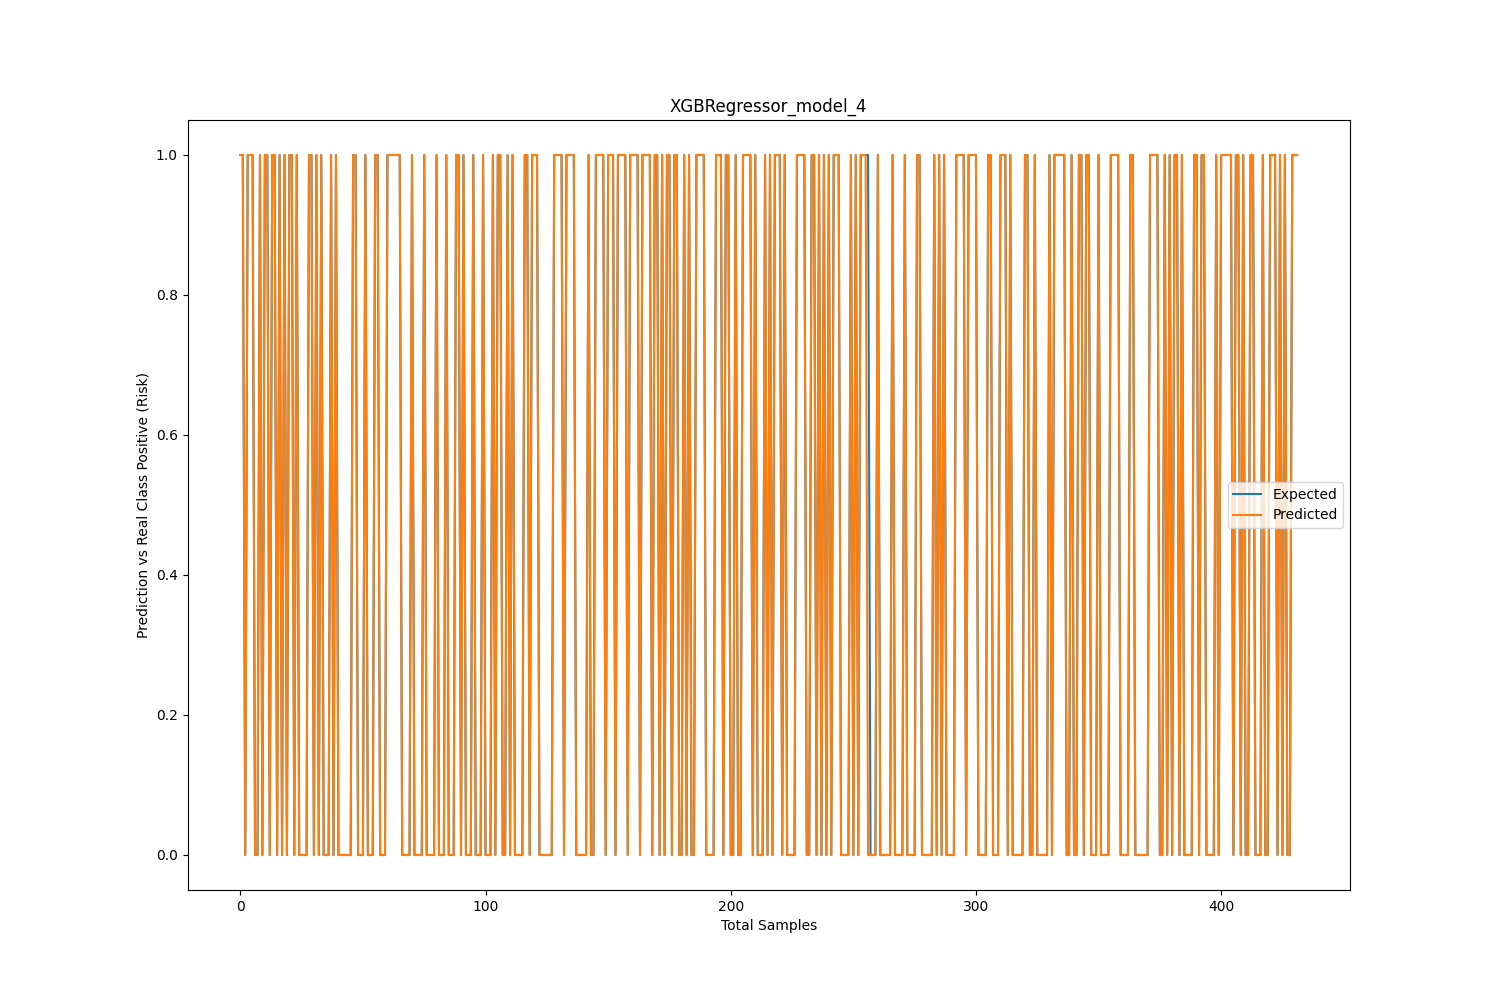 XGBRegressor_model_4
1.0
0.8
0.6
0.4
0.2
0.0
Prediction vs Real Class Positive (Risk)
Expected
Predicted
0 100 200 300 400
Total Samples